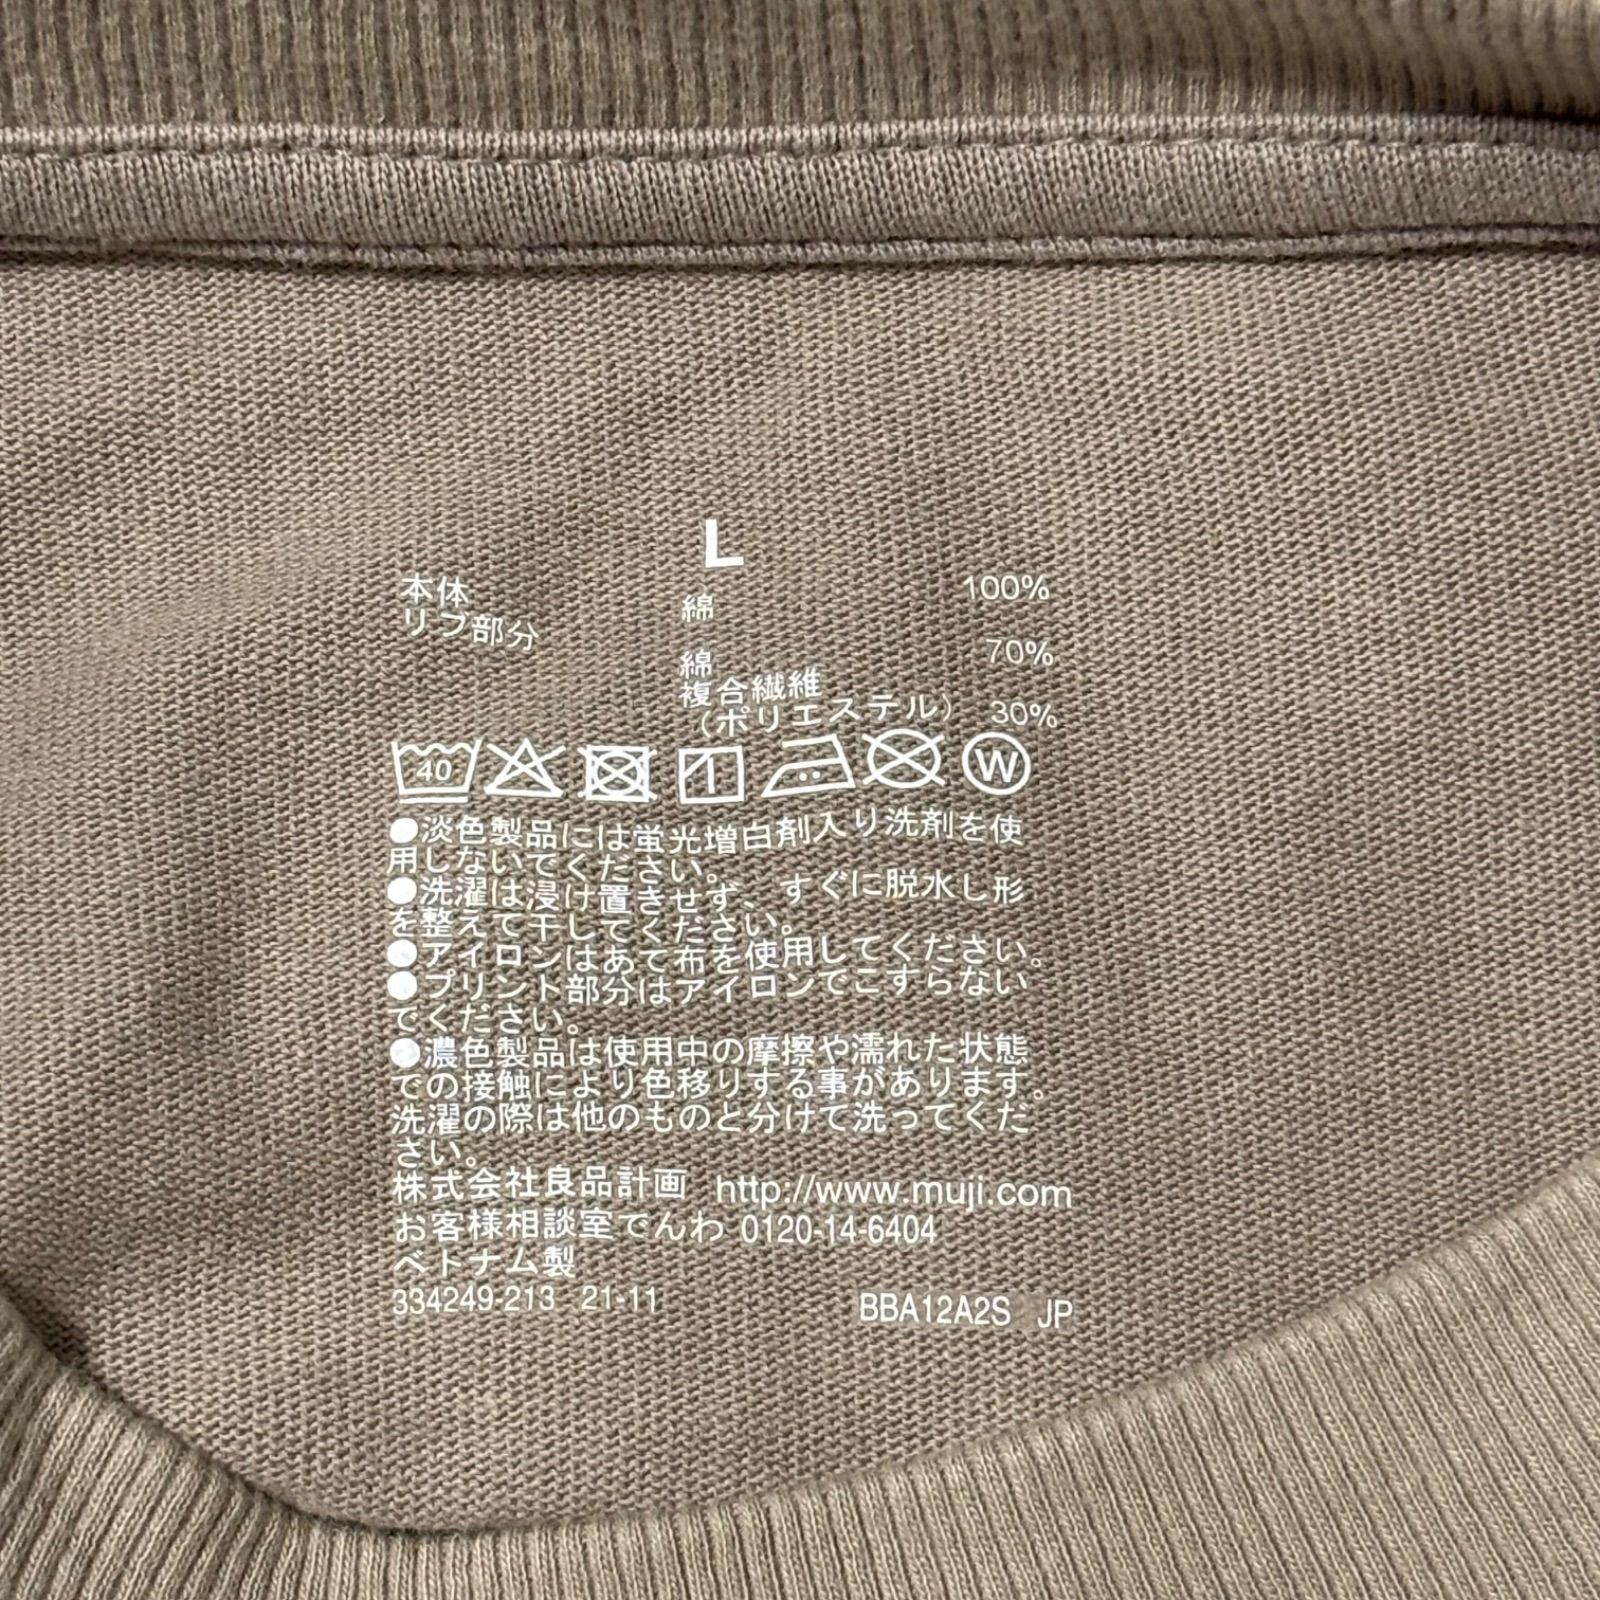 L
本体 綿 100%
リブ部分
綿 70%
複合繊維
(ポリエステル) 30%
40 W
●淡色製品には蛍光増白剤入り洗剤を使
用しないでください。
●洗濯は浸け置きせず、すぐに脱水し形
を整えて干してください。
●アイロンはあて布を使用してください。
●プリント部分はアイロンでこすらない
でください。
●濃色製品は使用中の摩擦や濡れた状態
での接触により色移りする事があります。
洗濯の際は他のものと分けて洗ってくだ
さい。
株式会社良品計画 http://www.muji.com
お客様相談室でんわ 0120-14-6404
ベトナム製
334249-213 21-11 BBA12A2S JP